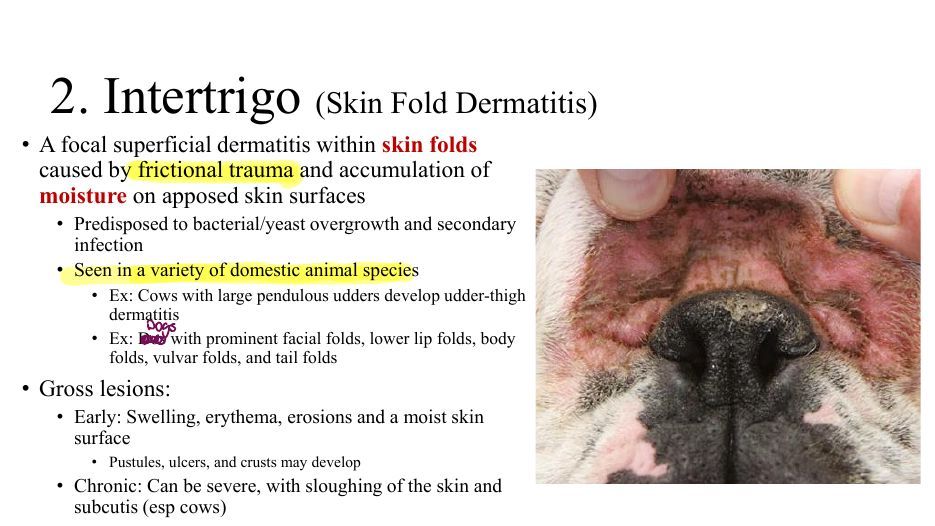 2. Intertrigo (Skin Fold Dermatitis)
• A focal superficial dermatitis within skin folds
caused by frictional trauma and accumulation of
moisture on apposed skin surfaces
• Predisposed to bacterial/yeast overgrowth and secondary
infection
• Seen in a variety of domestic animal species
• Ex: Cows with large pendulous udders develop udder-thigh
dermatitis
Dogs
• Ex: with prominent facial folds, lower lip folds, body
folds, vulvar folds, and tail folds
• Gross lesions:
• Early: Swelling, erythema, erosions and a moist skin
surface
• Pustules, ulcers, and crusts may develop
• Chronic: Can be severe, with sloughing of the skin and
subcutis (esp cows)